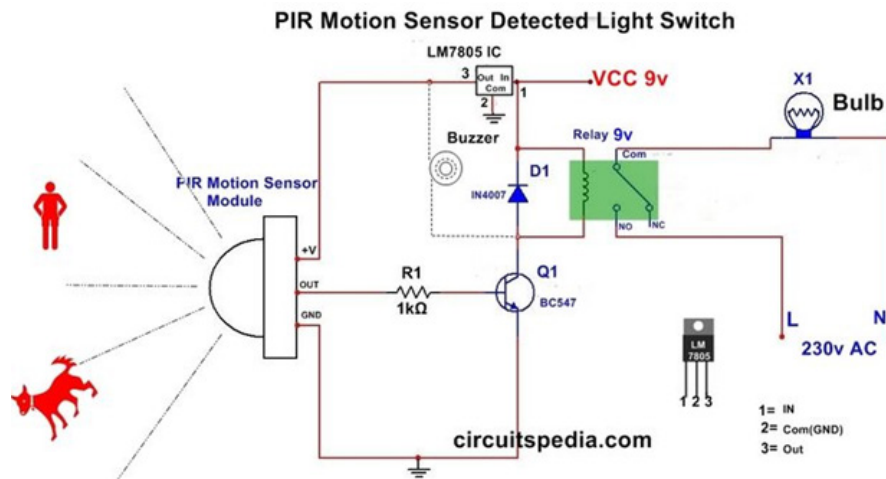 PIR Motion Sensor Detected Light Switch
LM7805 IC
3 Out In 1
Com
2
VCC 9v
X1
Bulb
Buzzer
Relay 9v
Com
D1
IN4007
NO
NC
PIR Motion Sensor
Module
+V
OUT
GND
R1
1kΩ
Q1
BC547
L
N
230v AC
LM
7805
1 2 3
1= IN
2= Com(GND)
3= Out
circuitspedia.com